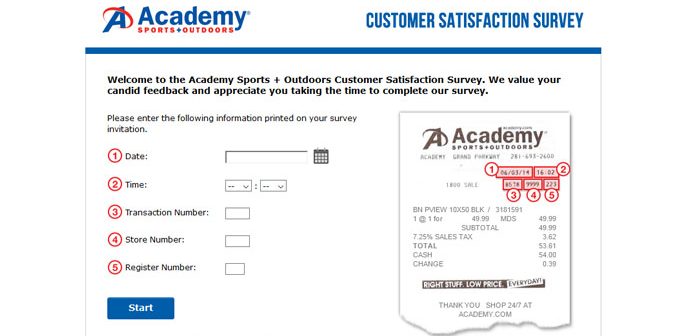 Academy
SPORTS+OUTDOORS
CUSTOMER SATISFACTION SURVEY
Welcome to the Academy Sports + Outdoors Customer Satisfaction Survey. We value your
candid feedback and appreciate you taking the time to complete our survey.
Please enter the following information printed on your survey
invitation.
1 Date:
2 Time: -- : --
3 Transaction Number:
4 Store Number:
5 Register Number:
Start
academy.com
Academy
SPORTS+OUTDOORS
ACADEMY GRAND PARKWAY 281-693-2600
1 06/03/14 16:02 2
1800 SALE 8578 9999 223
3 4 5
BN PVIEW 10X50 BLK / 3181591
1 @ 1 for 49.99 MDS 49.99
SUBTOTAL 49.99
7.25% SALES TAX 3.62
TOTAL 53.61
CASH 54.00
CHANGE 0.39
RIGHT STUFF. LOW PRICE. EVERYDAY!
THANK YOU SHOP 24/7 AT
ACADEMY.COM